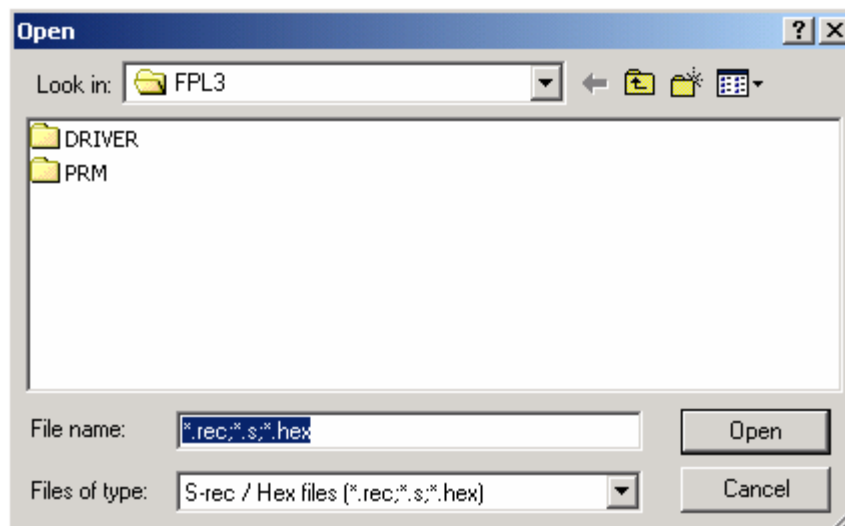 Open
Look in: FPL3
DRIVER
PRM
File name: *.rec;*.s;*.hex Open
Files of type: S-rec / Hex files (*.rec;*.s;*.hex) Cancel